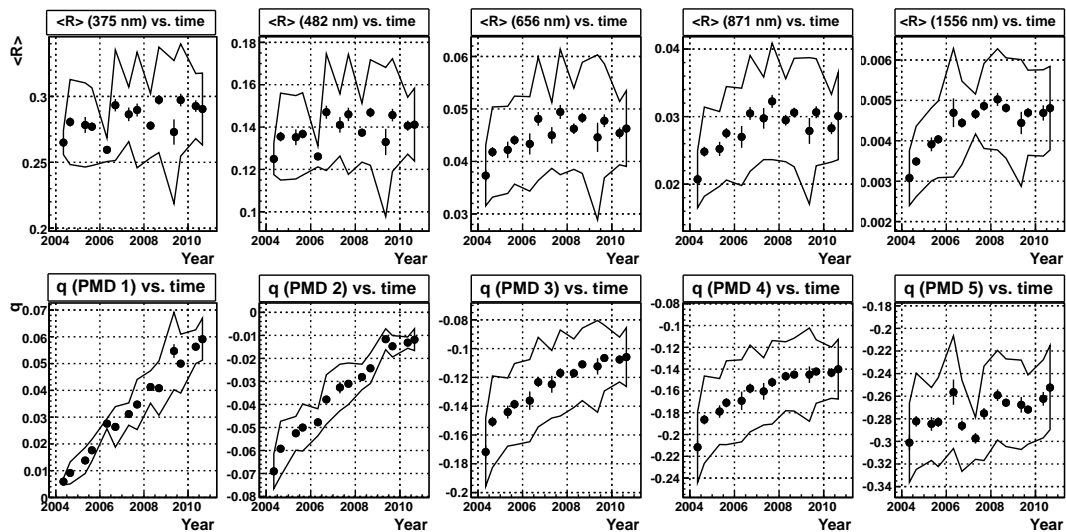 <R> (375 nm) vs. time
<R> (482 nm) vs. time
<R> (656 nm) vs. time
<R> (871 nm) vs. time
<R> (1556 nm) vs. time
<R>
0.3
0.25
0.2
0.18
0.16
0.14
0.12
0.1
0.06
0.05
0.04
0.03
0.04
0.03
0.02
0.006
0.005
0.004
0.003
0.002
2004 2006 2008 2010
2004 2006 2008 2010
2004 2006 2008 2010
2004 2006 2008 2010
2004 2006 2008 2010
Year
Year
Year
Year
Year
q (PMD 1) vs. time
q (PMD 2) vs. time
q (PMD 3) vs. time
q (PMD 4) vs. time
q (PMD 5) vs. time
q
0.07
0.06
0.05
0.04
0.03
0.02
0.01
0
0
-0.01
-0.02
-0.03
-0.04
-0.05
-0.06
-0.07
-0.08
-0.08
-0.1
-0.12
-0.14
-0.16
-0.18
-0.2
-0.08
-0.1
-0.12
-0.14
-0.16
-0.18
-0.2
-0.22
-0.24
-0.26
-0.18
-0.2
-0.22
-0.24
-0.26
-0.28
-0.3
-0.32
-0.34
2004 2006 2008 2010
2004 2006 2008 2010
2004 2006 2008 2010
2004 2006 2008 2010
2004 2006 2008 2010
Year
Year
Year
Year
Year